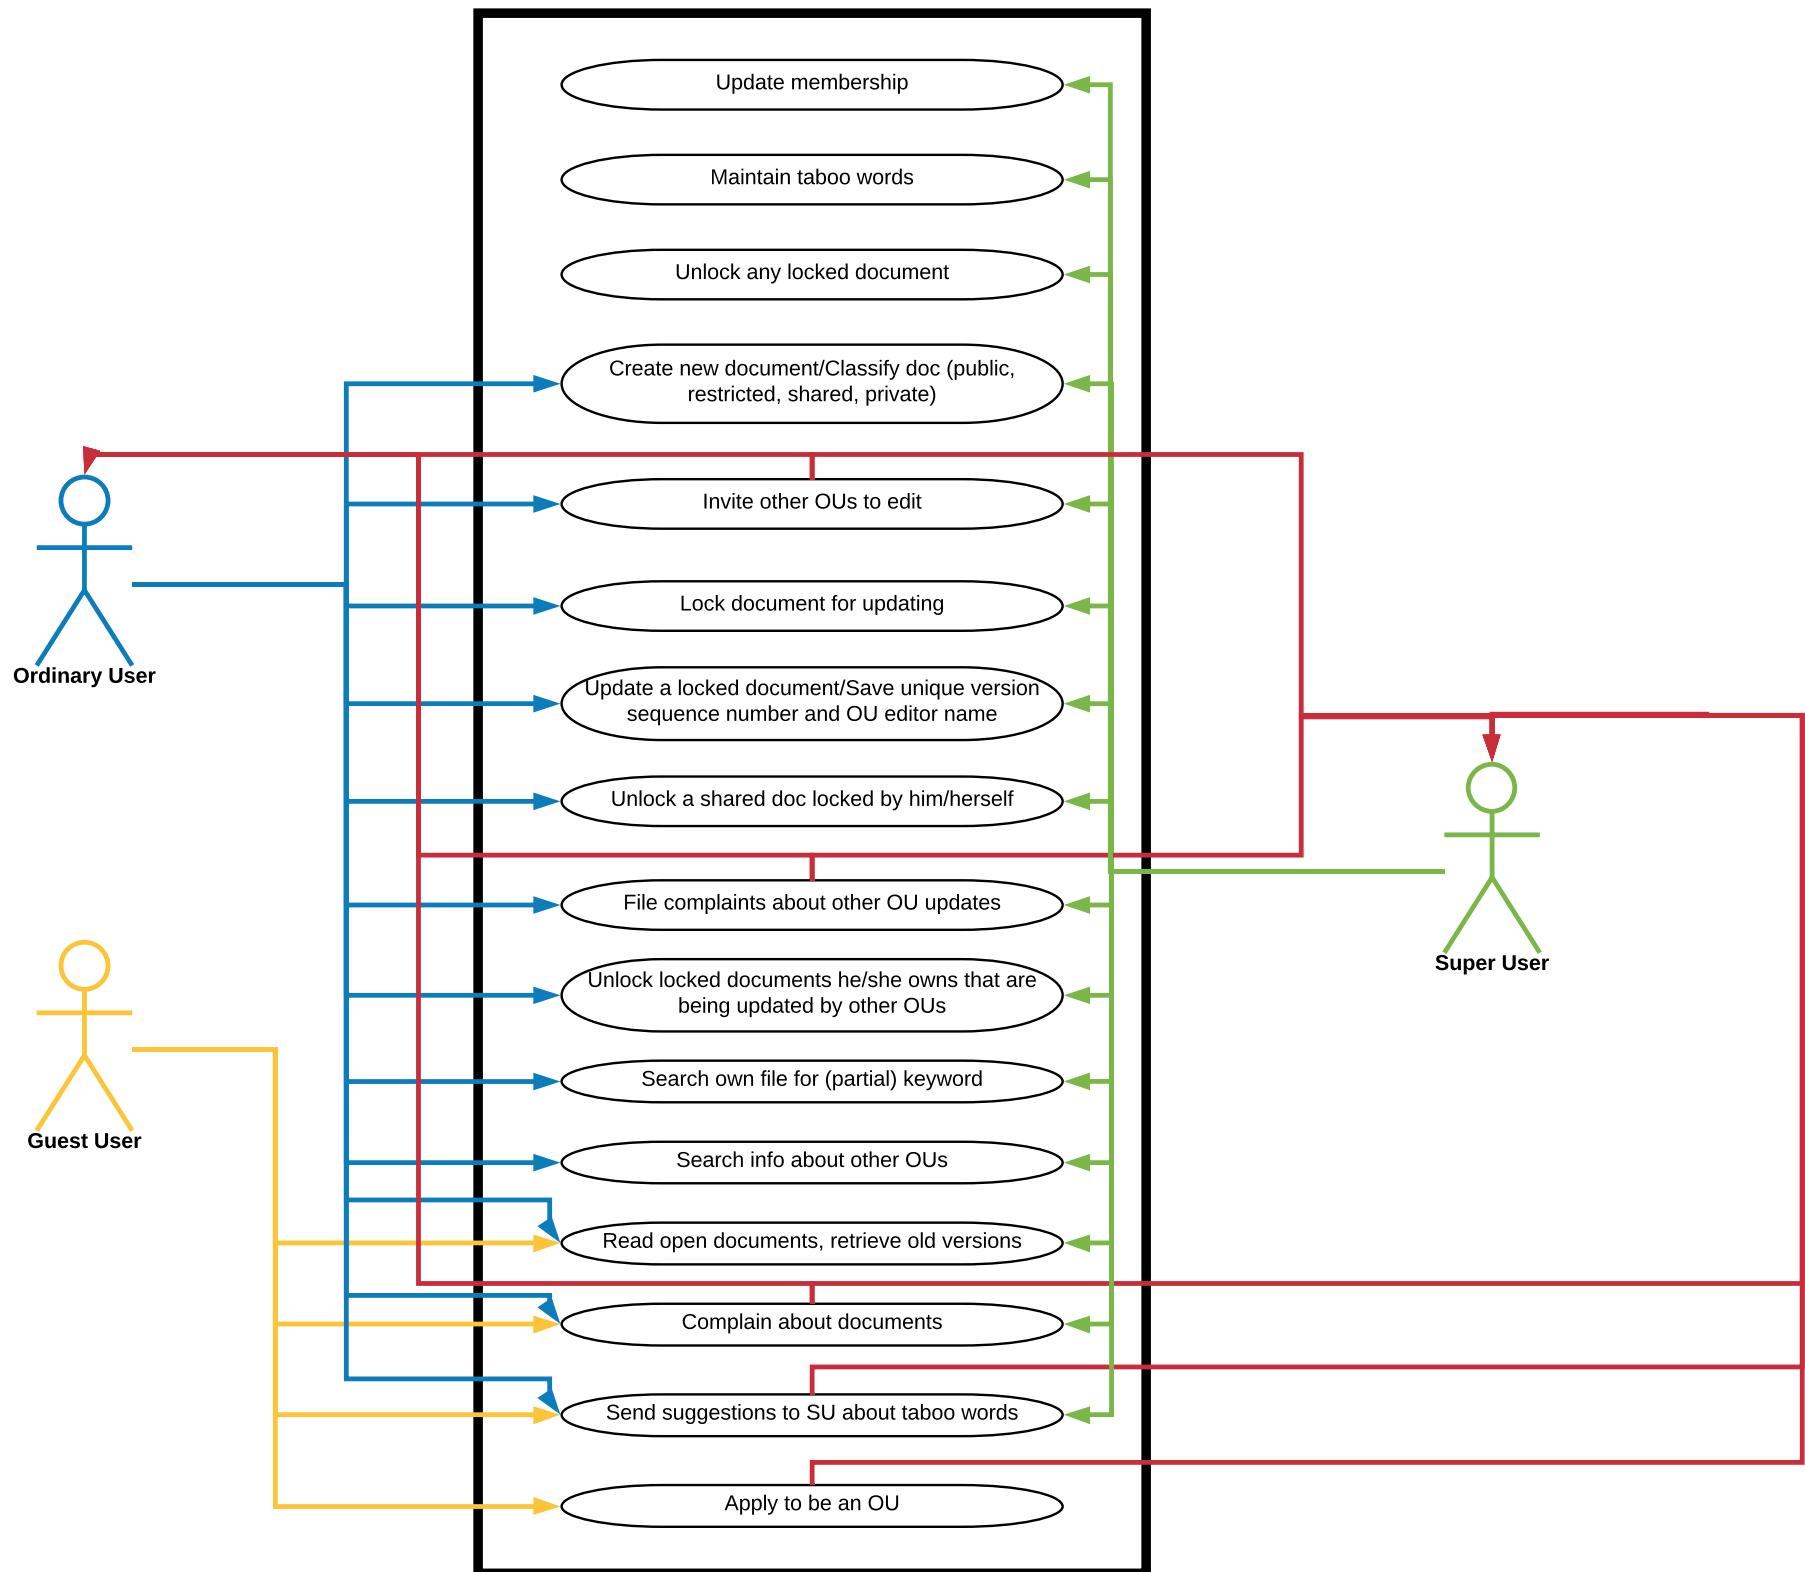 Update membership
Maintain taboo words
Unlock any locked document
Create new document/Classify doc (public,
restricted, shared, private)
Invite other OUs to edit
Lock document for updating
Ordinary User
Update a locked document/Save unique version
sequence number and OU editor name
Unlock a shared doc locked by him/herself
File complaints about other OU updates
Super User
Unlock locked documents he/she owns that are
being updated by other OUs
Search own file for (partial) keyword
Guest User
Search info about other OUs
Read open documents, retrieve old versions
Complain about documents
Send suggestions to SU about taboo words
Apply to be an OU